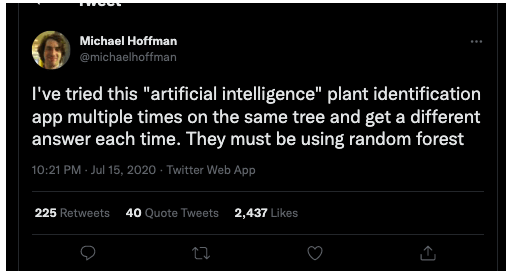 Tweet
Michael Hoffman
@michaelhoffman
I've tried this "artificial intelligence" plant identification
app multiple times on the same tree and get a different
answer each time. They must be using random forest
10:21 PM · Jul 15, 2020 · Twitter Web App
225 Retweets 40 Quote Tweets 2,437 Likes